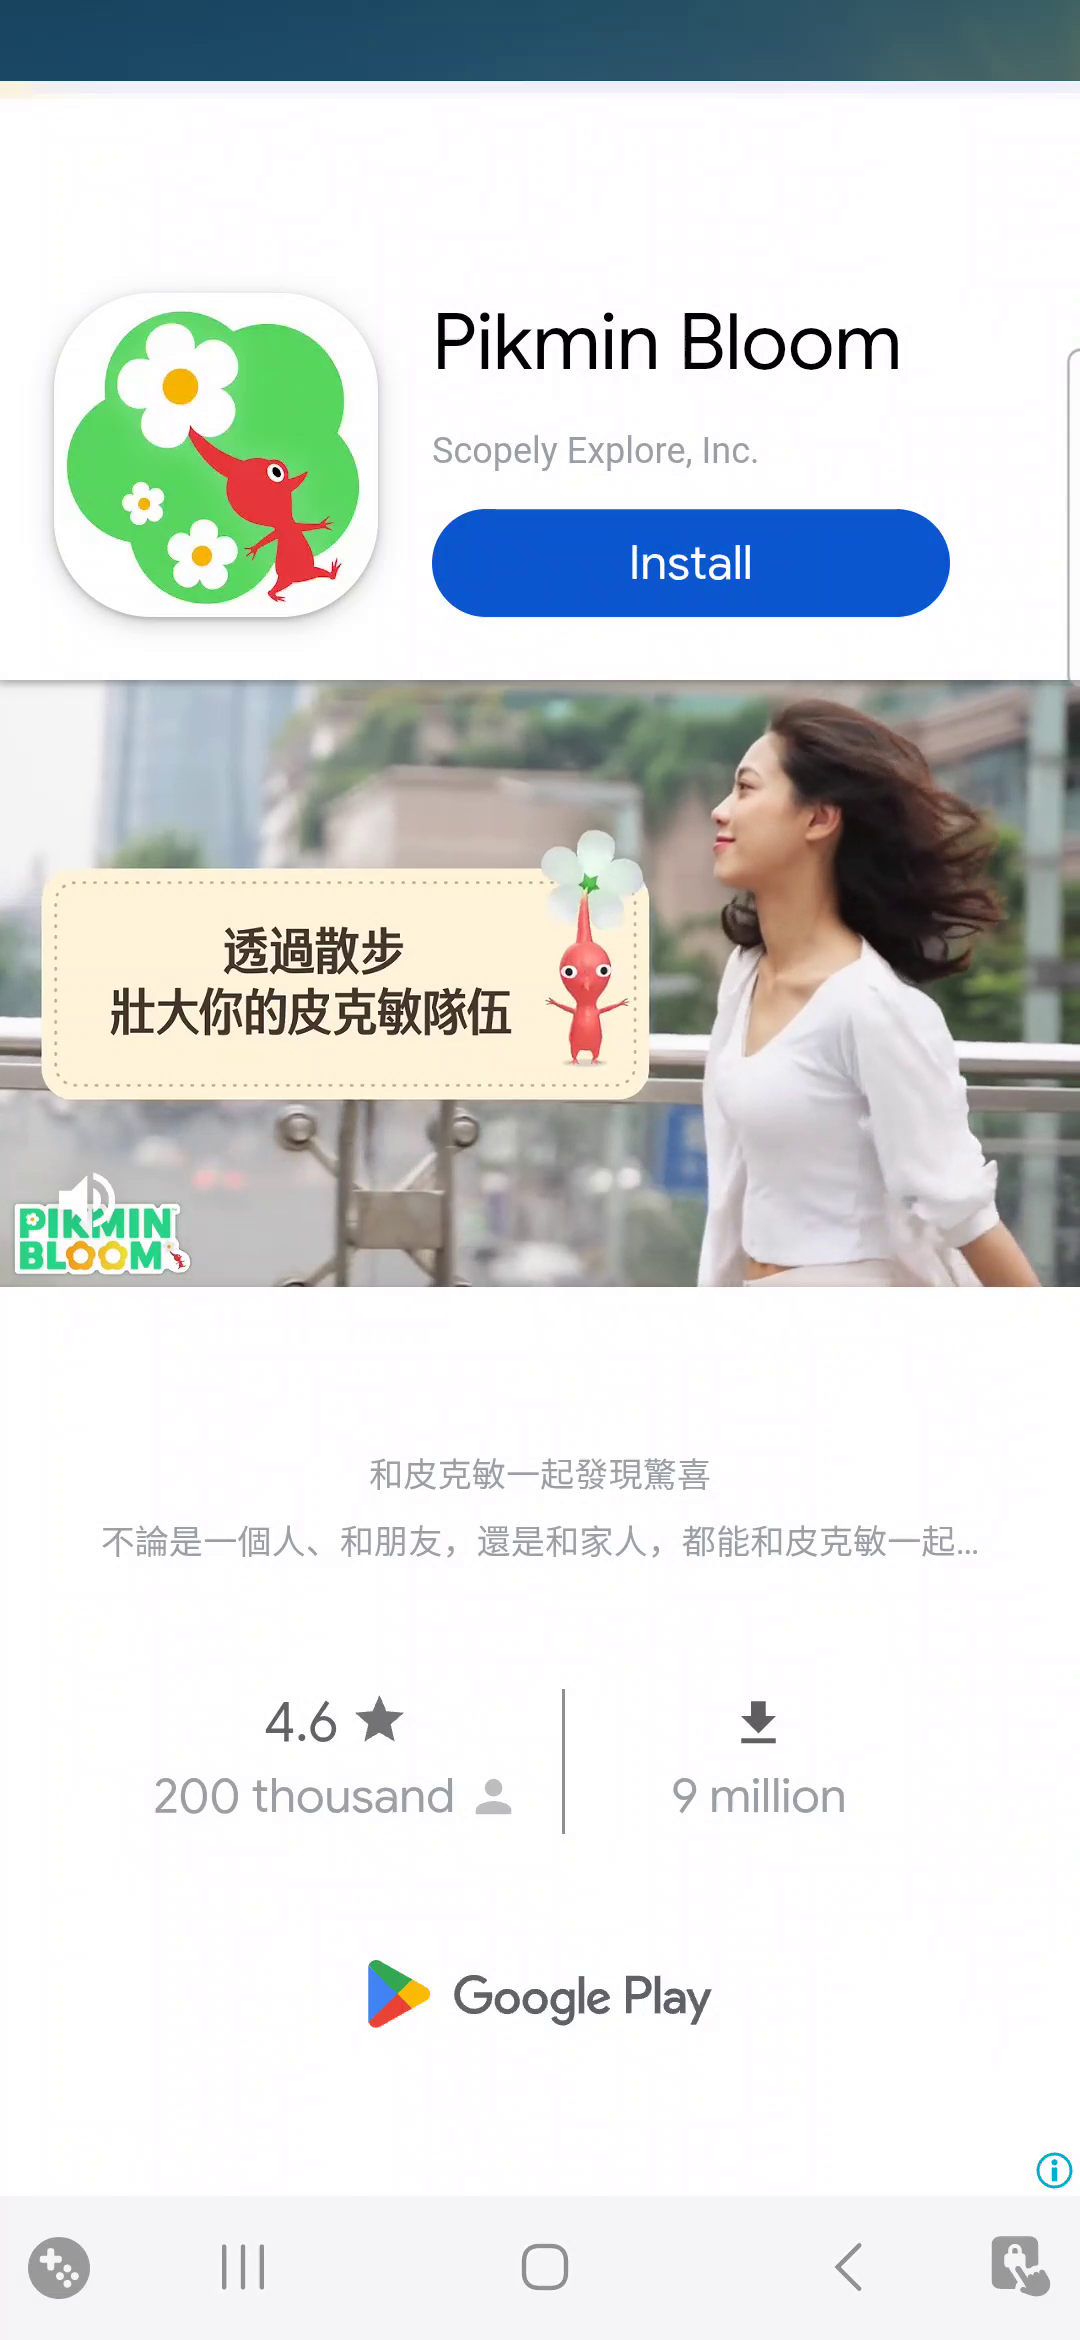 Pikmin Bloom
Scopely Explore, Inc.
Install
透過散步
壯大你的皮克敏隊伍
PIKMIN
BLOOM
和皮克敏一起發現驚喜
不論是一個人、和朋友，還是和家人，都能和皮克敏一起...
4.6
200 thousand
9 million
Google Play